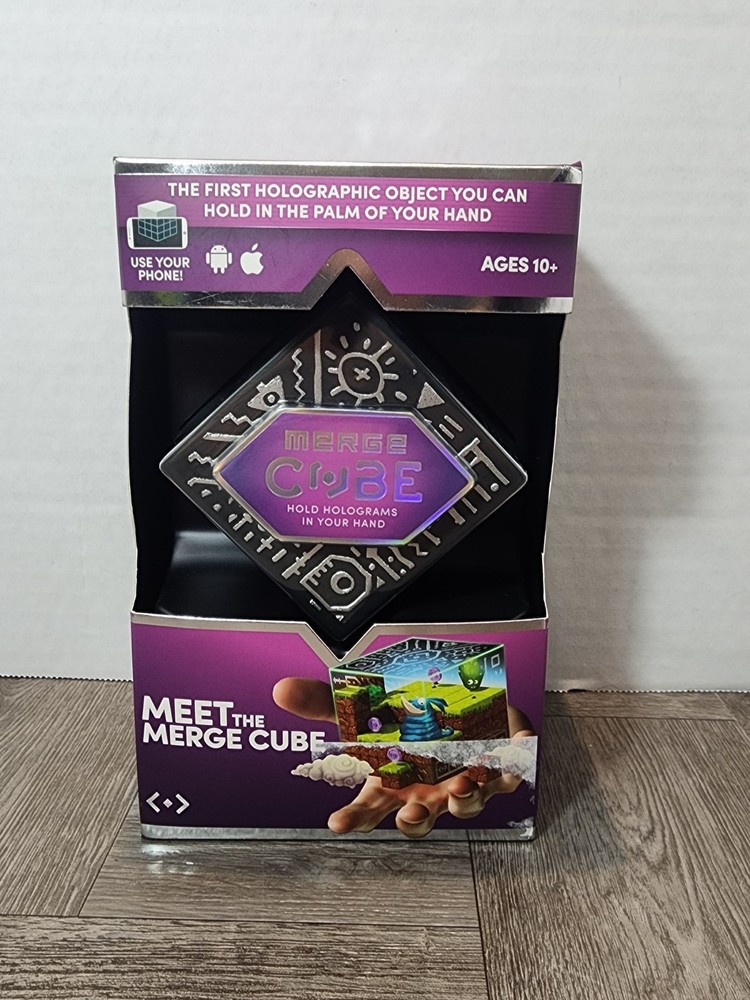 THE FIRST HOLOGRAPHIC OBJECT YOU CAN
HOLD IN THE PALM OF YOUR HAND
USE YOUR
PHONE!
AGES 10+
MERGE
CUBE
HOLD HOLOGRAMS
IN YOUR HAND
MEET THE
MERGE CUBE